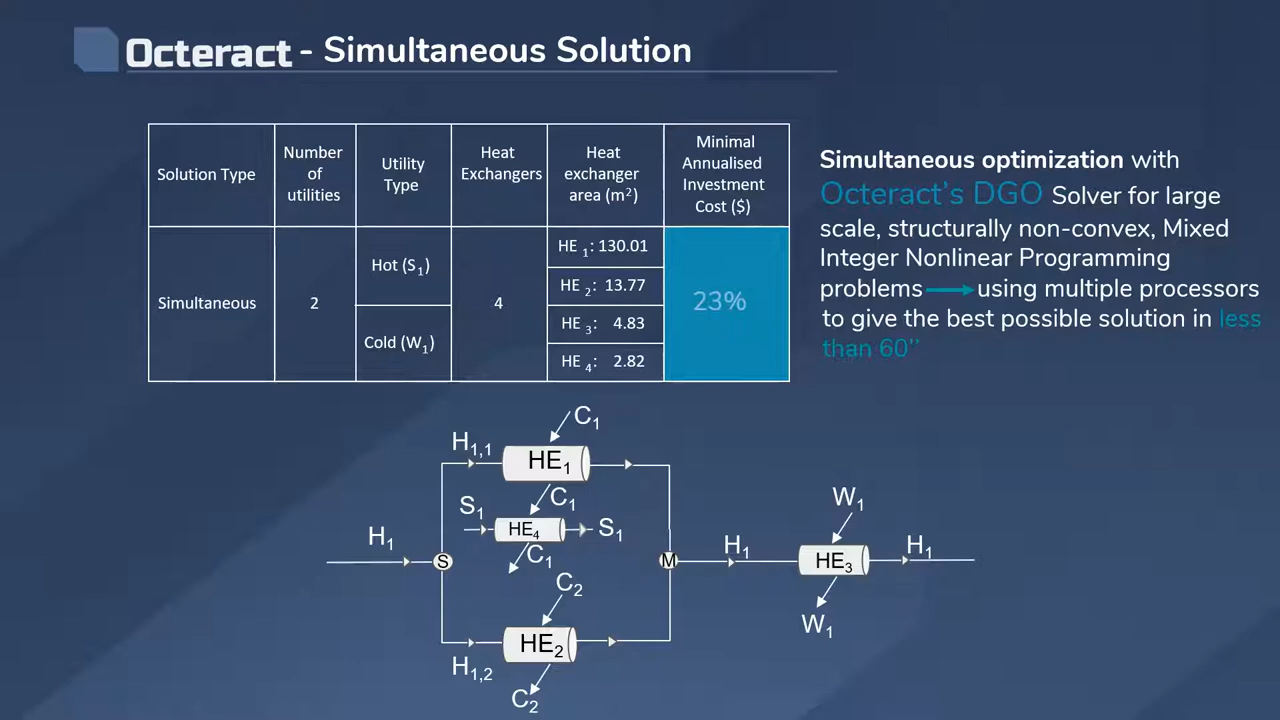 Octeract - Simultaneous Solution
Solution Type
Number
of
utilities
Utility
Type
Heat
Exchangers
Heat
exchanger
area (m²)
Minimal
Annualised
Investment
Cost ($)
Simultaneous
2
Hot (S₁)
Cold (W₁)
4
HE ₁: 130.01
HE ₂: 13.77
HE ₃: 4.83
HE ₄: 2.82
23%
Simultaneous optimization with
Octeract's DGO Solver for large
scale, structurally non-convex, Mixed
Integer Nonlinear Programming
problems → using multiple processors
to give the best possible solution in less
than 60’’
C₁
H₁,₁
HE₁
C₁
S₁
HE₄
S₁
C₁
H₁
S
C₂
HE₂
H₁,₂
C₂
M
H₁
W₁
HE₃
H₁
W₁